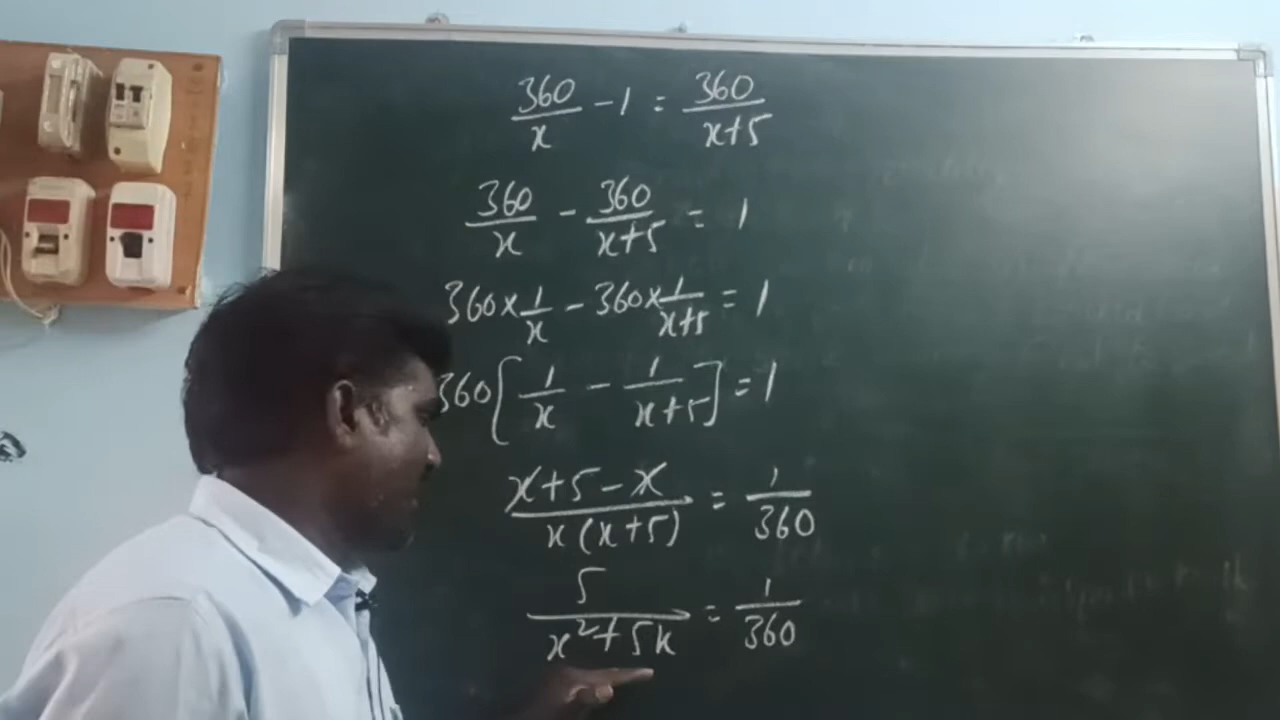 360/x - 1 = 360/x+5
360/x - 360/x+5 = 1
360×1/x - 360×1/x+5 = 1
360[1/x - 1/x+5] = 1
x+5-x/x(x+5) = 1/360
5/x²+5x = 1/360